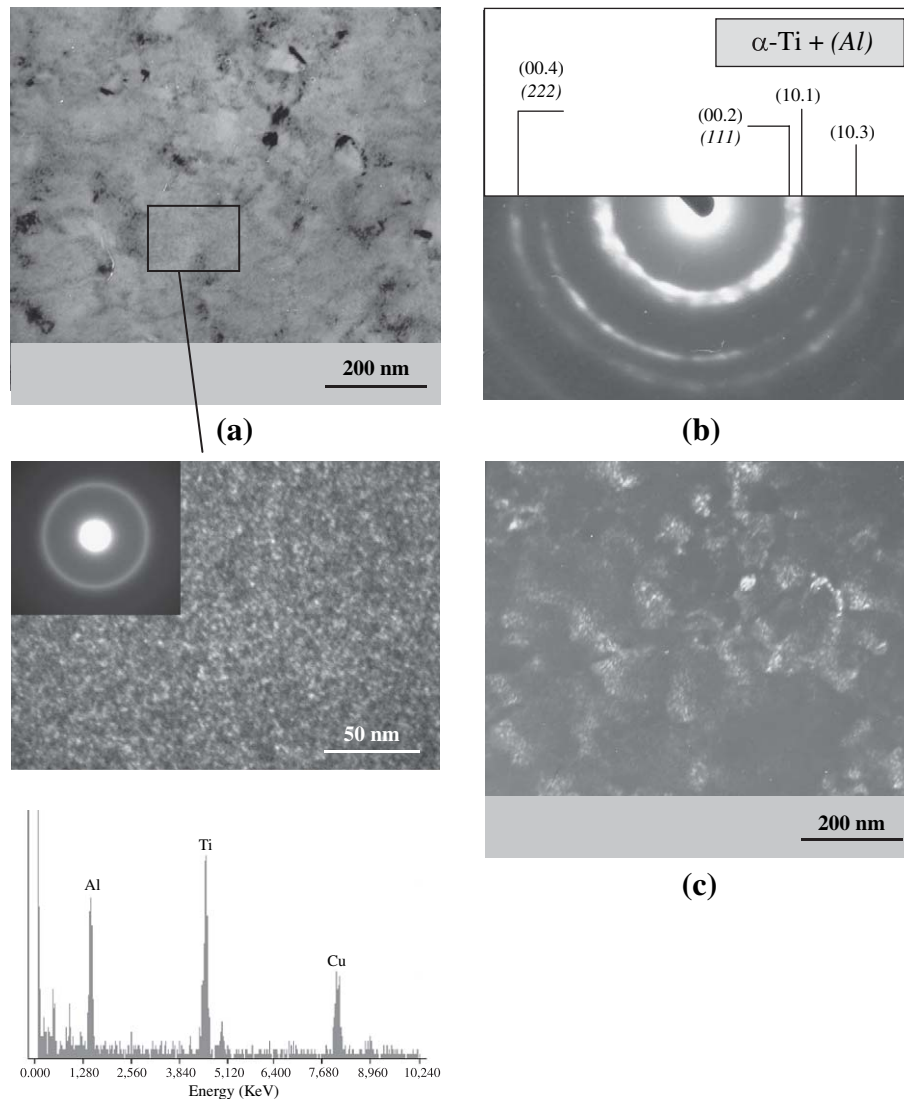 α-Ti + (Al)
(00.4)
(222)
(00.2)
(111)
(10.1)
(10.3)
200 nm
(a)
(b)
50 nm
200 nm
(c)
Al
Ti
Cu
0.000 1,280 2,560 3,840 5,120 6,400 7,680 8,960 10,240
Energy (KeV)